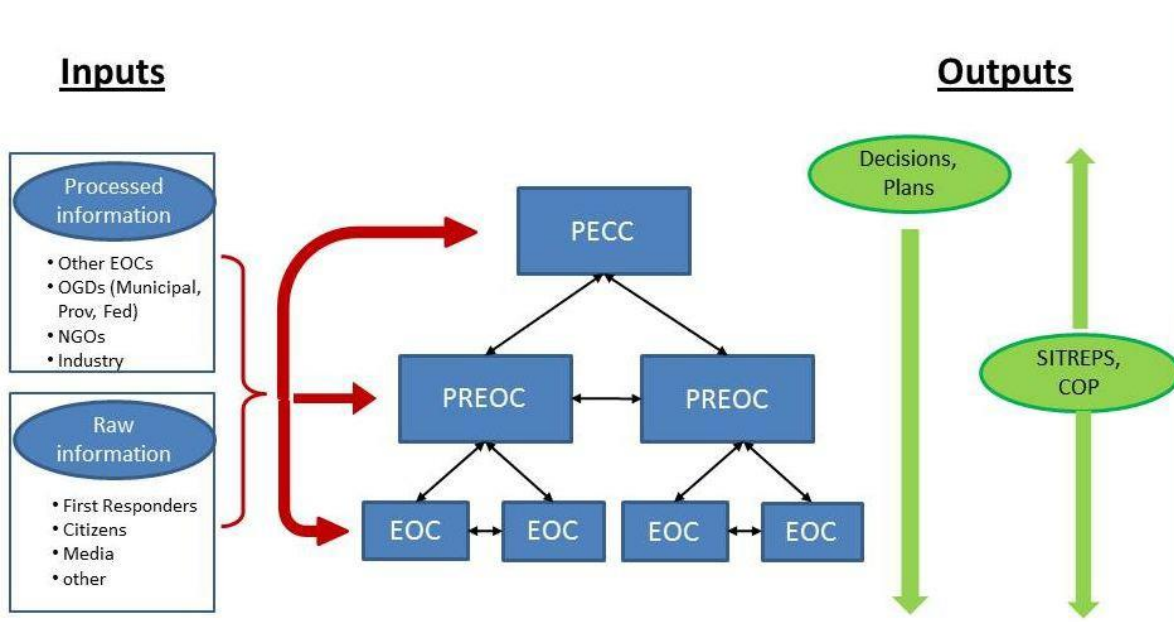 Inputs
Outputs
Processed
information
• Other EOCs
• OGDs (Municipal,
Prov, Fed)
• NGOs
• Industry
Raw
information
• First Responders
• Citizens
• Media
• other
PECC
PREOC
PREOC
EOC
EOC
EOC
EOC
Decisions,
Plans
SITREPS,
COP